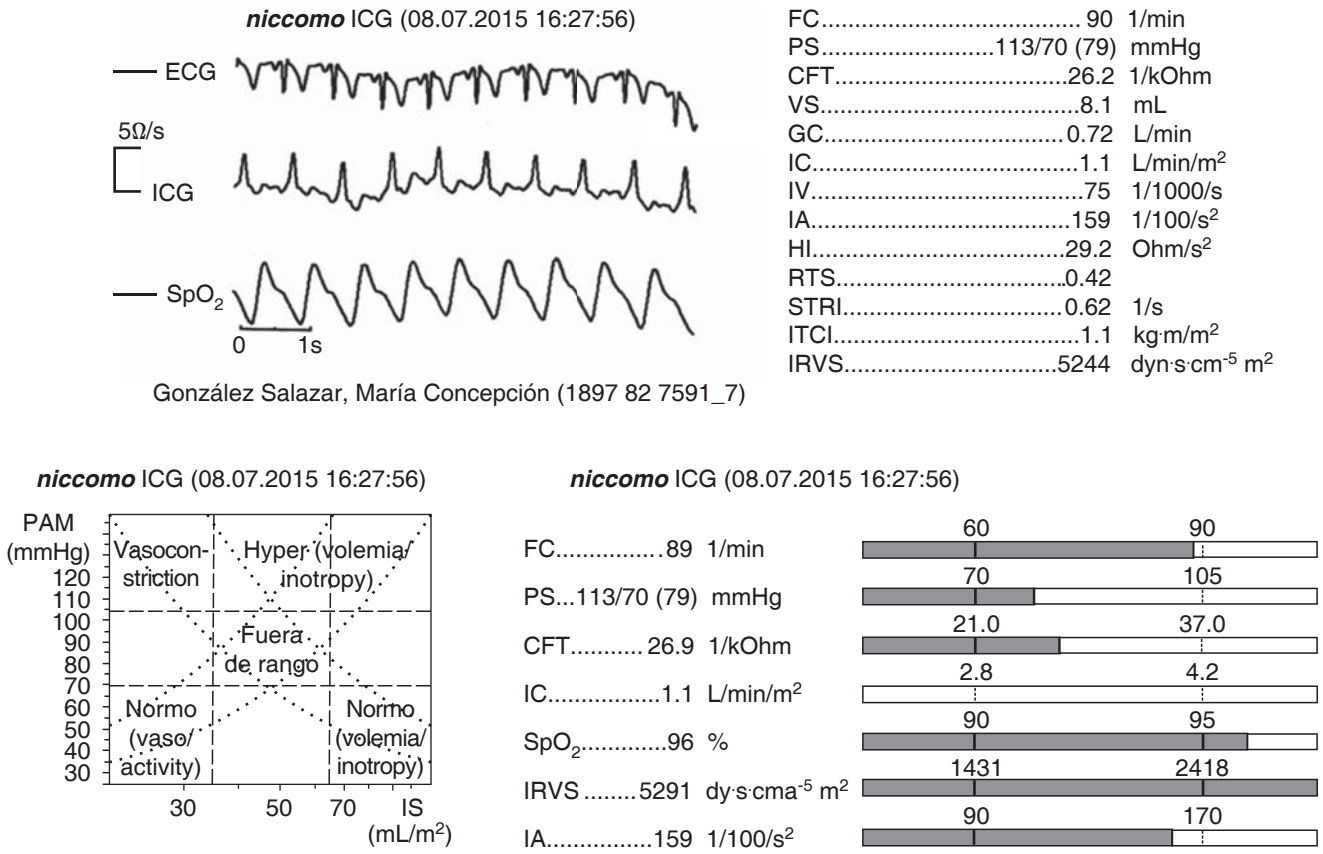 niccomo ICG (08.07.2015 16:27:56)
ECG
5Ω/s
ICG
SpO2
0 1s
González Salazar, María Concepción (1897 82 7591_7)
FC.......... 90 1/min
PS..........113/70 (79) mmHg
CFT..........26.2 1/kOhm
VS..........8.1 mL
GC..........0.72 L/min
IC..........1.1 L/min/m²
IV..........75 1/1000/s
IA..........159 1/100/s²
HI..........29.2 Ohm/s²
RTS..........0.42
STRI..........0.62 1/s
ITCI..........1.1 kg·m/m²
IRVS..........5244 dyn·s·cm⁻⁵ m²
niccomo ICG (08.07.2015 16:27:56)
PAM
(mmHg)
120
110
100
90
80
70
60
50
40
30
Vasocon-
striction
Hyper (volemia/
inotropy)
Fuera
de rango
Normo
(vaso/
activity)
Normo
(volemia/
inotropy)
30 50 70 IS
(mL/m²)
niccomo ICG (08.07.2015 16:27:56)
60 90
FC................89 1/min
70 105
PS...113/70 (79) mmHg
21.0 37.0
CFT........... 26.9 1/kOhm
2.8 4.2
IC................1.1 L/min/m²
90 95
SpO2.............96 %
1431 2418
IRVS ........5291 dy·s·cma⁻⁵ m²
90 170
IA................159 1/100/s²